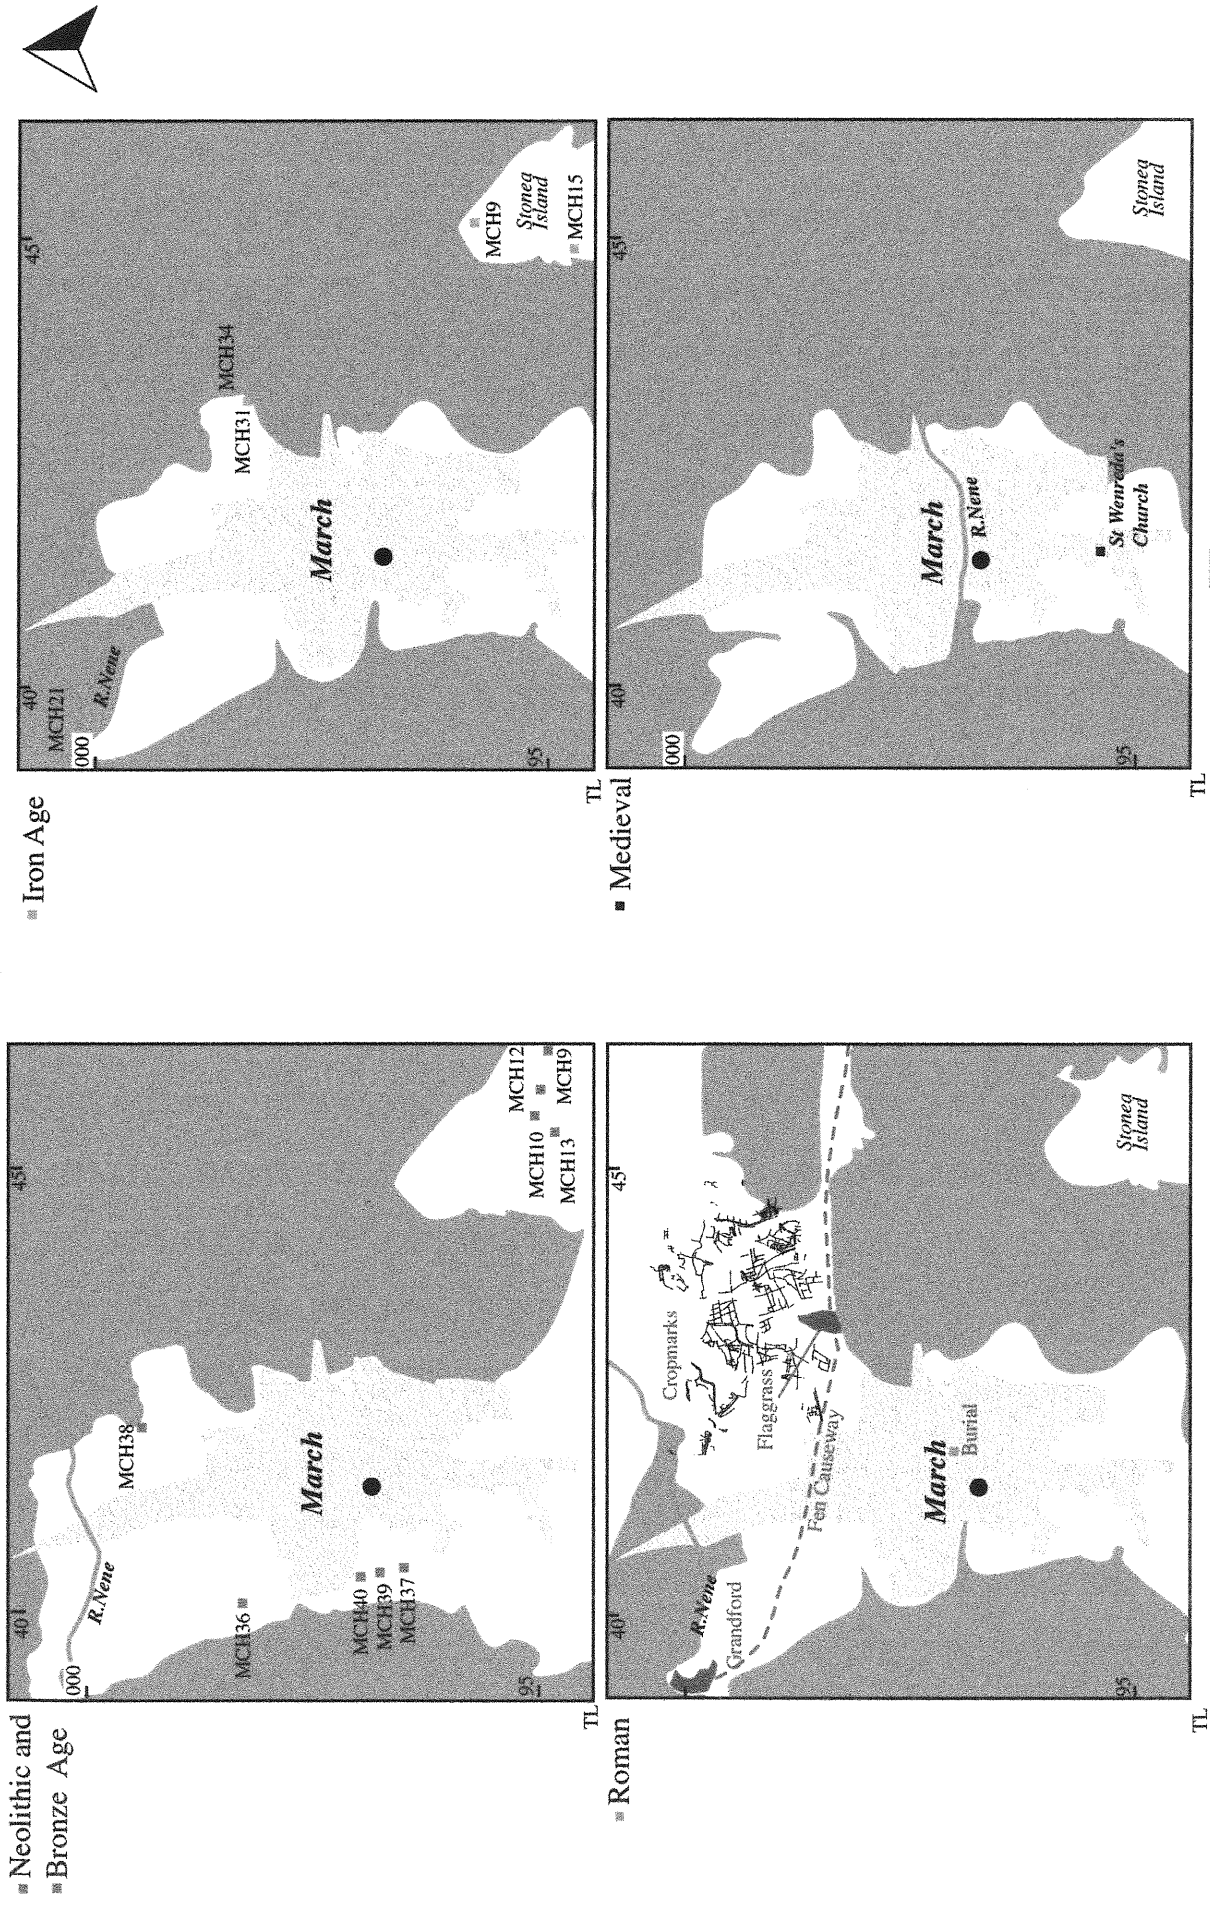 Neolithic and
Bronze Age
45
40
000
R.Nene
MCH38
MCH36
March
MCH40
MCH39
MCH37
MCH12
MCH10
MCH9
MCH13
95
TL
Iron Age
45
40
MCH21
000
R.Nene
MCH34
MCH31
March
MCH9
Stonea
Island
MCH15
95
TL
Roman
45
40
Cropmarks
R.Nene
Grandford
Flaggrass
Fen Causeway
March
Burial
Stonea
Island
95
TL
Medieval
45
40
000
March
R.Nene
St Wenreda's
Church
Stonea
Island
95
TL